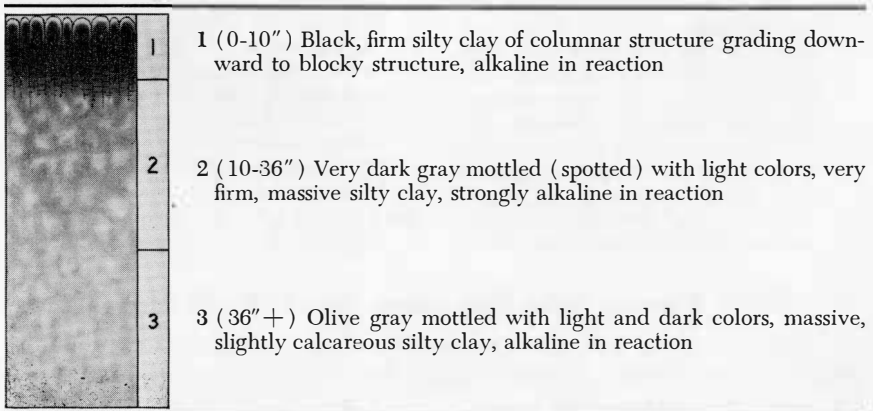 1
1 (0-10″) Black, firm silty clay of columnar structure grading down-
ward to blocky structure, alkaline in reaction
2
2 (10-36″) Very dark gray mottled (spotted) with light colors, very
firm, massive silty clay, strongly alkaline in reaction
3
3 (36″+) Olive gray mottled with light and dark colors, massive,
slightly calcareous silty clay, alkaline in reaction